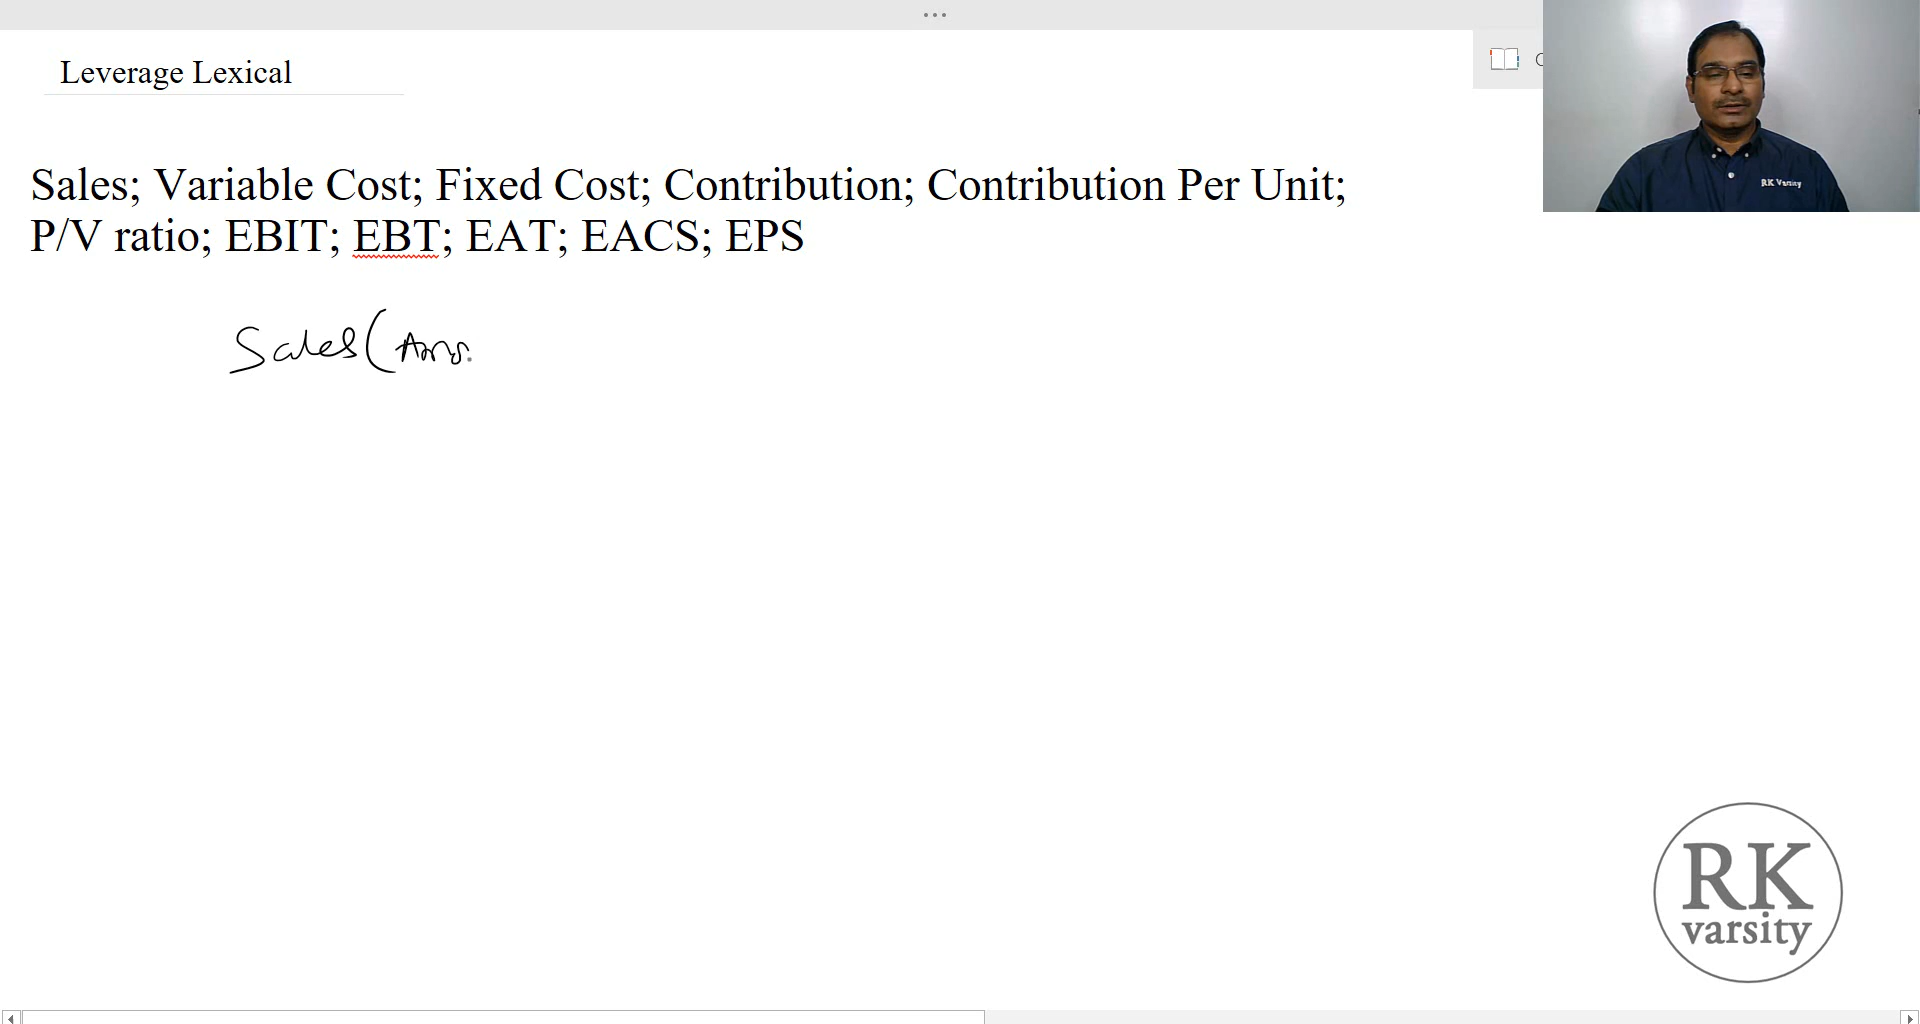 Leverage Lexical
Sales; Variable Cost; Fixed Cost; Contribution; Contribution Per Unit;
P/V ratio; EBIT; EBT; EAT; EACS; EPS
Sales (Amo
RK Varsity
RK
varsity